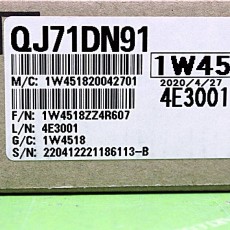 QJ71DN91
M/C: 1W451820042701
1W45
2020/4/27
4E3001
F/N: 1W4518ZZ4R607
L/N: 4E3001
G/C: 1W4518
S/N: 220412221186113-B